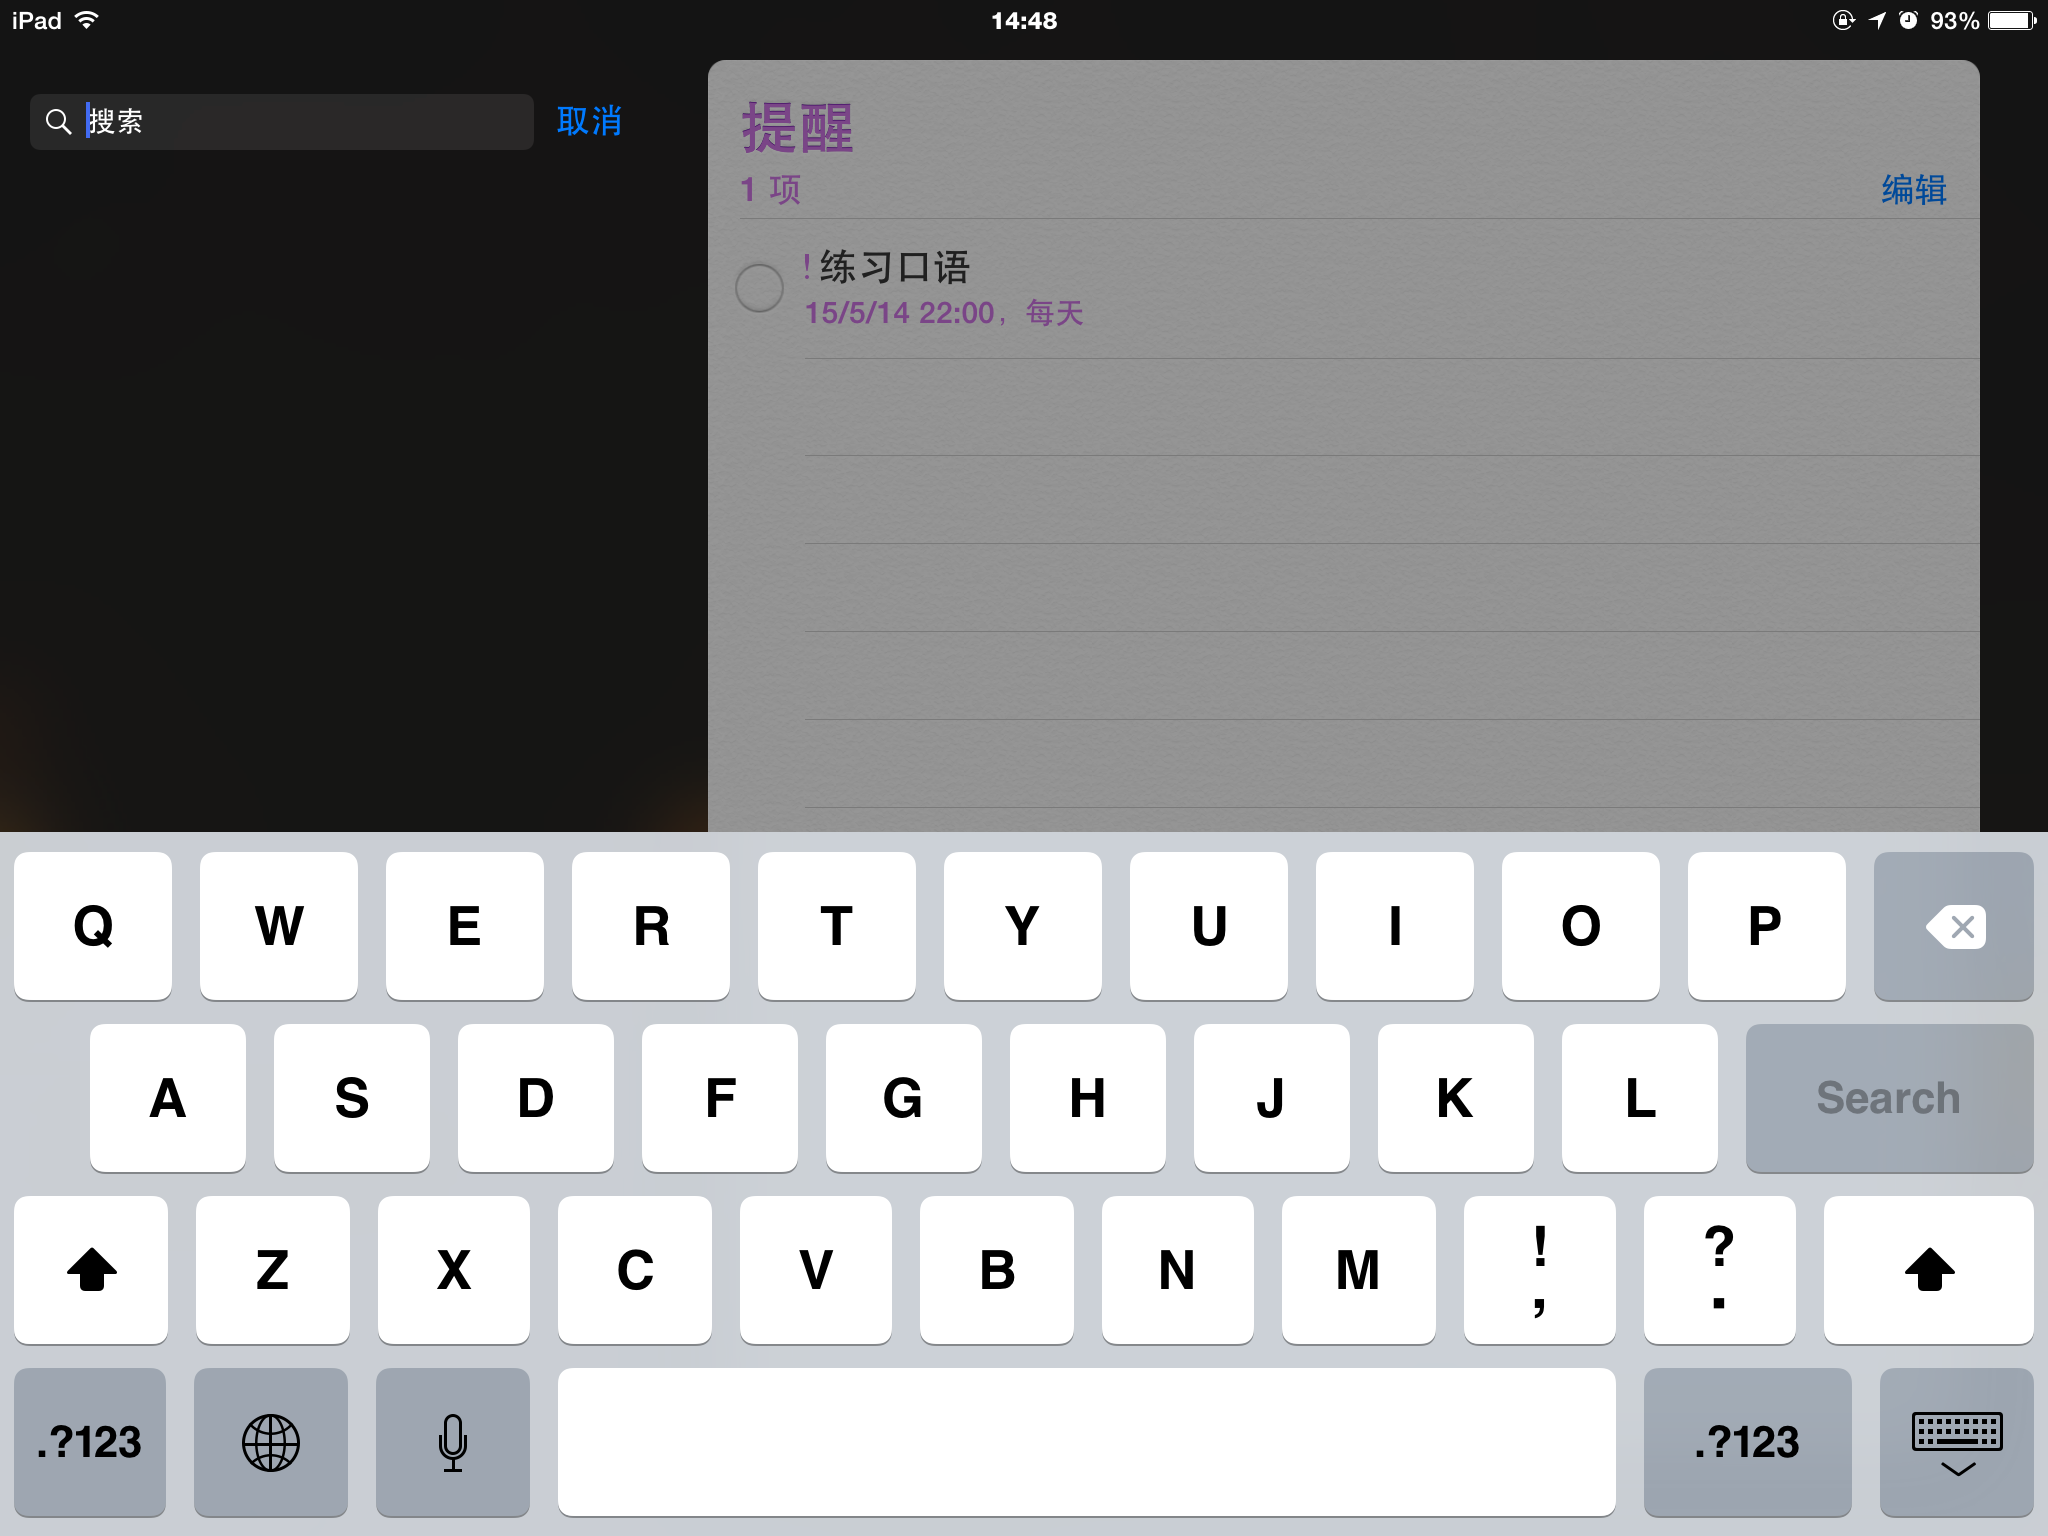 iPad 14:48 93%
搜索 取消
提醒
1 项 编辑
! 练习口语
15/5/14 22:00，每天
Q W E R T Y U I O P
A S D F G H J K L Search
Z X C V B N M ! ?
, .
.?123 .?123